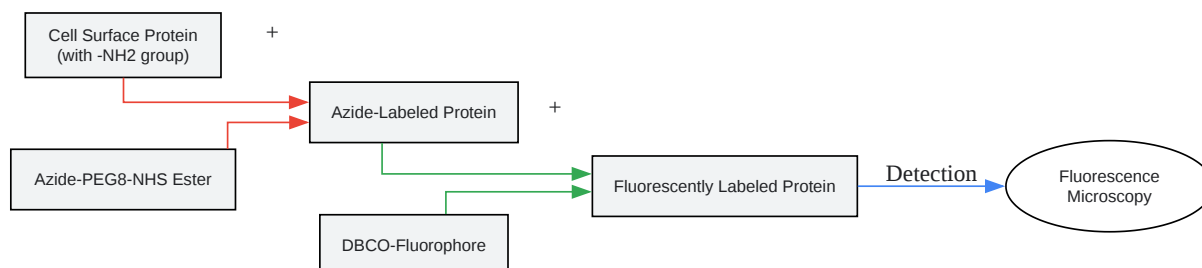 Cell Surface Protein
(with -NH2 group)
+
Azide-PEG8-NHS Ester
Azide-Labeled Protein
+
DBCO-Fluorophore
Fluorescently Labeled Protein
Detection
Fluorescence
Microscopy